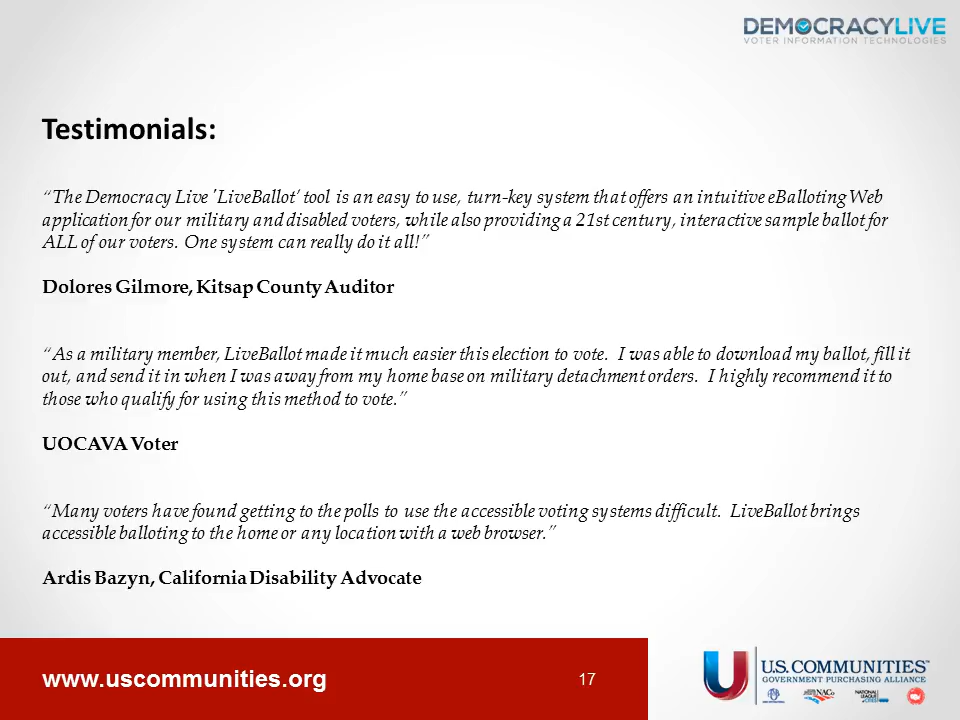 DEMOCRACYLIVE
VOTER INFORMATION TECHNOLOGIES
Testimonials:
“The Democracy Live 'LiveBallot’ tool is an easy to use, turn-key system that offers an intuitive eBalloting Web
application for our military and disabled voters, while also providing a 21st century, interactive sample ballot for
ALL of our voters. One system can really do it all!”
Dolores Gilmore, Kitsap County Auditor
“As a military member, LiveBallot made it much easier this election to vote. I was able to download my ballot, fill it
out, and send it in when I was away from my home base on military detachment orders. I highly recommend it to
those who qualify for using this method to vote.”
UOCAVA Voter
“Many voters have found getting to the polls to use the accessible voting systems difficult. LiveBallot brings
accessible balloting to the home or any location with a web browser.”
Ardis Bazyn, California Disability Advocate
www.uscommunities.org
17
U.S. COMMUNITIES™
GOVERNMENT PURCHASING ALLIANCE
NACo